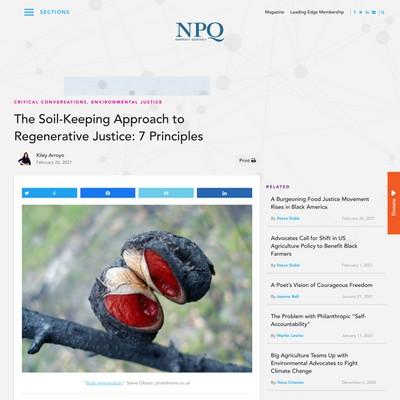 SECTIONS
Magazine
Leading Edge Membership
NPQ
NONPROFIT QUARTERLY
CRITICAL CONVERSATIONS, ENVIRONMENTAL JUSTICE
The Soil-Keeping Approach to
Regenerative Justice: 7 Principles
Kiley Arroyo
February 26, 2021
Print
RELATED
A Burgeoning Food Justice Movement
Rises in Black America
By Steve Dubb
February 24, 2021
Advocates Call for Shift in US
Agriculture Policy to Benefit Black
Farmers
By Steve Dubb
February 1, 2021
A Poet's Vision of Courageous Freedom
By Jeanne Bell
January 21, 2021
The Problem with Philanthropic "Self-
Accountability"
By Martin Levine
January 11, 2021
Big Agriculture Teams Up with
Environmental Advocates to Fight
Climate Change
By Tessa Crisman
December 2, 2020
Donate
"Bush regeneration," Steve Gibson, photohome.co.uk